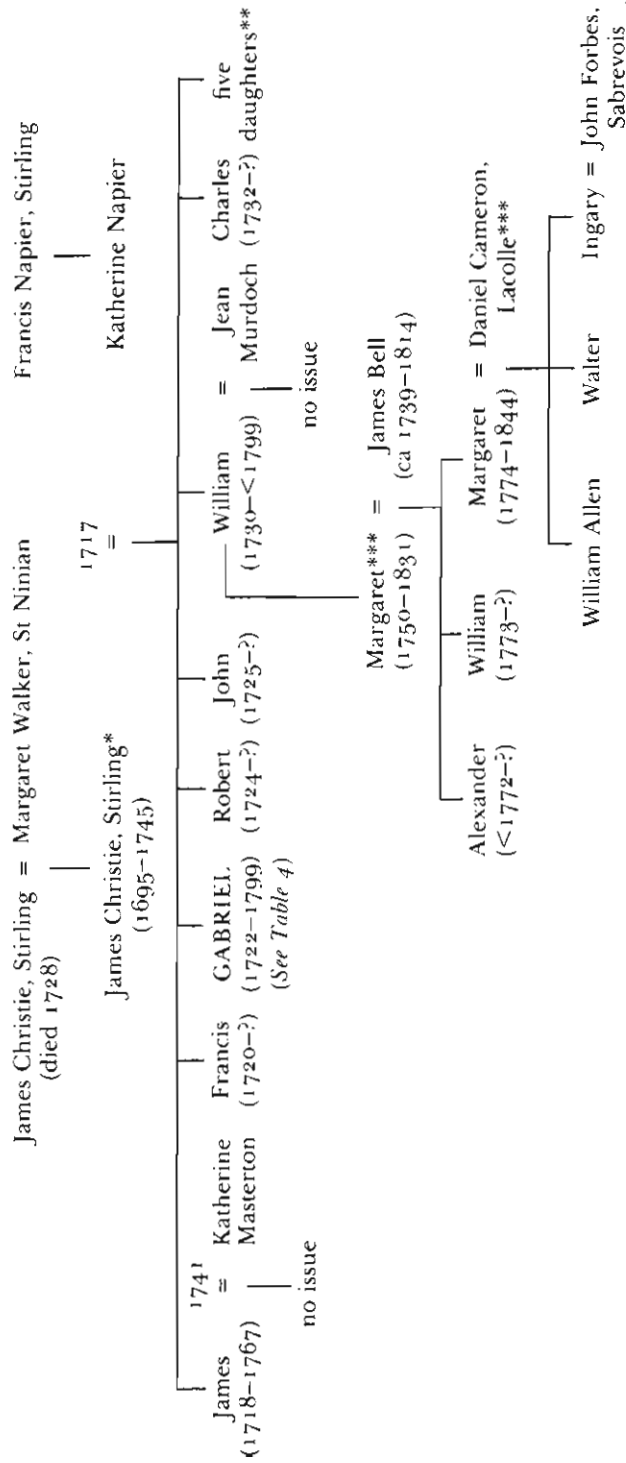 James Christie, Stirling = Margaret Walker, St Ninian
(died 1728)
Francis Napier, Stirling
James Christie, Stirling*
(1695–1745)
1717
=
Katherine Napier
James
(1718–1767)
1741
=
Katherine
Masterton
no issue
Francis
(1720–?)
GABRIEL
(1722–1799)
(See Table 4)
Robert
(1724–?)
John
(1725–?)
William
(1730–<1799)
=
Jean
Murdoch
no issue
Charles
(1732–?)
five
daughters**
Margaret***
(1750–1831)
=
James Bell
(ca 1739–1814)
Alexander
(<1772–?)
William
(1773–?)
Margaret
(1774–1844)
=
Daniel Cameron,
Lacolle***
William Allen
Walter
Ingary = John Forbes,
Sabrevois